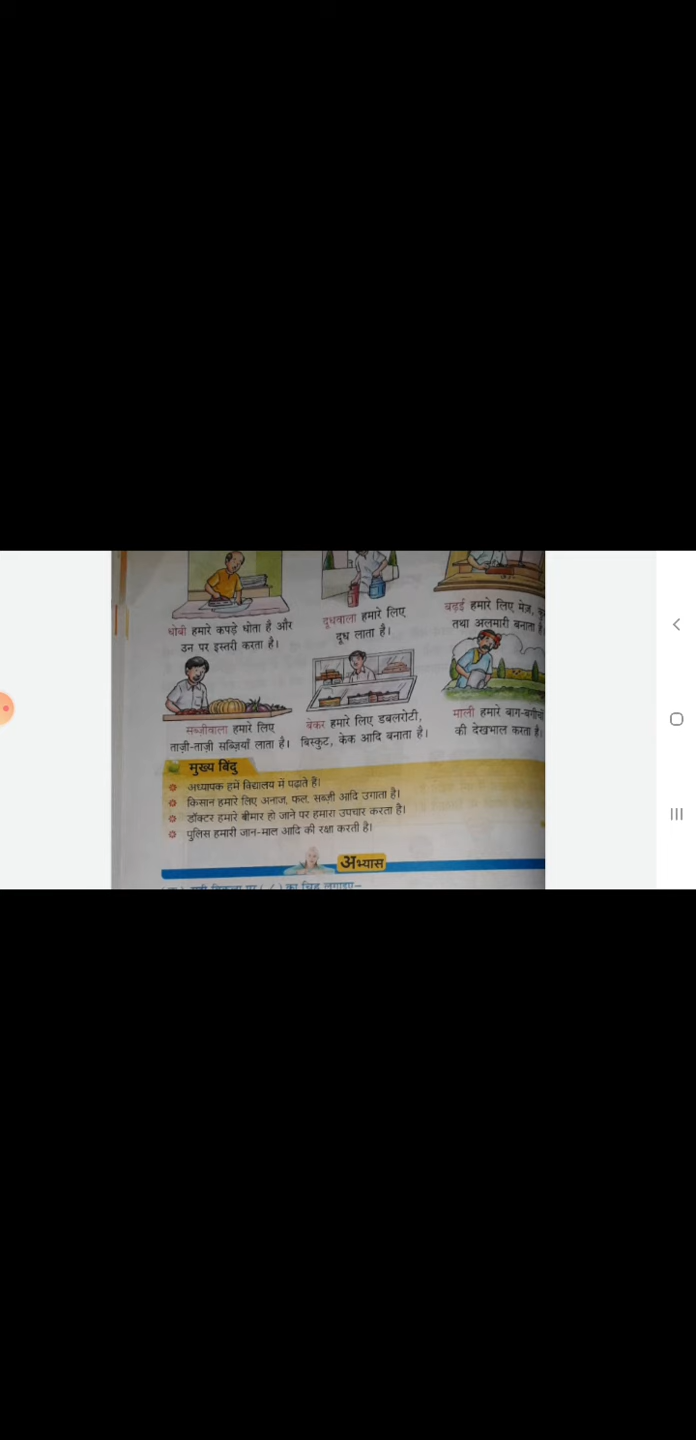 धोबी हमारे कपड़े धोता है और
उन पर इस्तरी करता है।
दूधवाला हमारे लिए
दूध लाता है।
बढ़ई हमारे लिए मेज़,
तथा अलमारी बनाता
सब्ज़ीवाला हमारे लिए
ताज़ी-ताज़ी सब्ज़ियाँ लाता है।
बेकर हमारे लिए डबलरोटी,
बिस्कुट, केक आदि बनाता है।
माली हमारे बाग-बगीचों
की देखभाल करता है।
मुख्य बिंदु
अध्यापक हमें विद्यालय में पढ़ाते हैं।
किसान हमारे लिए अनाज, फल, सब्ज़ी आदि उगाता है।
डॉक्टर हमारे बीमार हो जाने पर हमारा उपचार करता है।
पुलिस हमारी जान-माल आदि की रक्षा करती है।
अभ्यास
का चिह्न लगाइए–